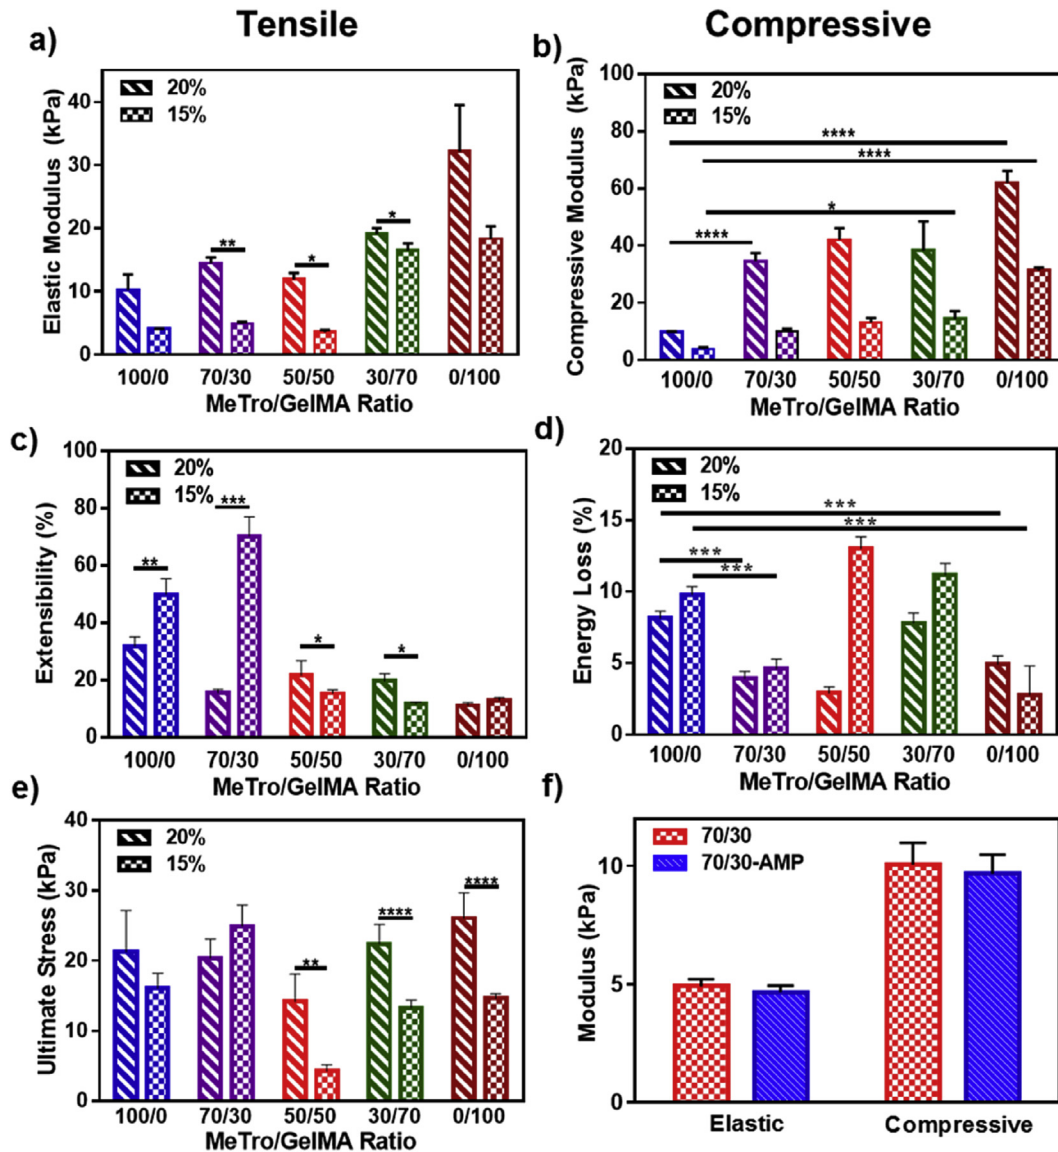 Tensile
Compressive
a)
Elastic Modulus (kPa)
40
30
20
10
0
20%
15%
**
*
*
100/0 70/30 50/50 30/70 0/100
MeTro/GelMA Ratio
b)
Compressive Modulus (kPa)
100
80
60
40
20
0
20%
15%
****
****
*
****
100/0 70/30 50/50 30/70 0/100
MeTro/GelMA Ratio
c)
Extensibility (%)
100
80
60
40
20
0
20%
15%
**
***
*
*
100/0 70/30 50/50 30/70 0/100
MeTro/GelMA Ratio
d)
Energy Loss (%)
20
15
10
5
0
20%
15%
***
***
***
***
100/0 70/30 50/50 30/70 0/100
MeTro/GelMA Ratio
e)
Ultimate Stress (kPa)
40
30
20
10
0
20%
15%
**
****
****
100/0 70/30 50/50 30/70 0/100
MeTro/GelMA Ratio
f)
Modulus (kPa)
10
5
0
70/30
70/30-AMP
Elastic Compressive